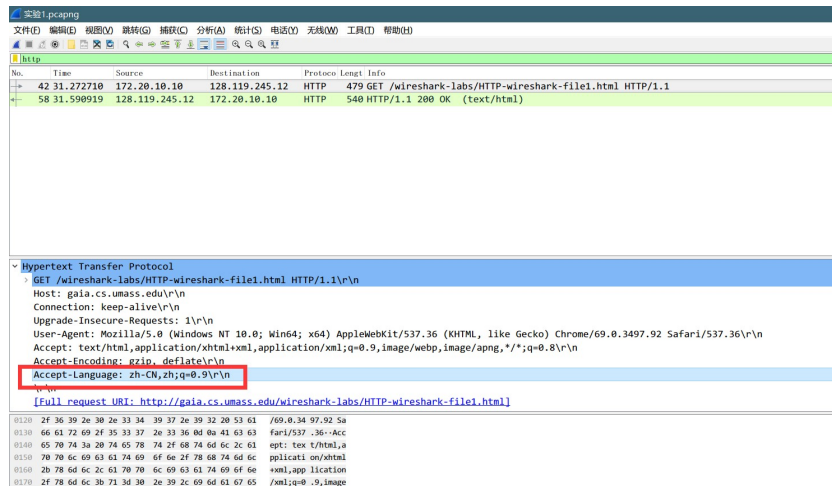 实验1.pcapng
文件(F) 编辑(E) 视图(V) 跳转(G) 捕获(C) 分析(A) 统计(S) 电话(Y) 无线(W) 工具(T) 帮助(H)
http
No. Time Source Destination Protoco Lengt Info
42 31.272710 172.20.10.10 128.119.245.12 HTTP 479 GET /wireshark-labs/HTTP-wireshark-file1.html HTTP/1.1
58 31.590919 128.119.245.12 172.20.10.10 HTTP 540 HTTP/1.1 200 OK (text/html)
Hypertext Transfer Protocol
GET /wireshark-labs/HTTP-wireshark-file1.html HTTP/1.1\r\n
Host: gaia.cs.umass.edu\r\n
Connection: keep-alive\r\n
Upgrade-Insecure-Requests: 1\r\n
User-Agent: Mozilla/5.0 (Windows NT 10.0; Win64; x64) AppleWebKit/537.36 (KHTML, like Gecko) Chrome/69.0.3497.92 Safari/537.36\r\n
Accept: text/html,application/xhtml+xml,application/xml;q=0.9,image/webp,image/apng,*/*;q=0.8\r\n
Accept-Encoding: gzip, deflate\r\n
Accept-Language: zh-CN,zh;q=0.9\r\n
\r\n
[Full request URI: http://gaia.cs.umass.edu/wireshark-labs/HTTP-wireshark-file1.html]
0120 2f 36 39 2e 30 2e 33 34 39 37 2e 39 32 20 53 61 /69.0.34 97.92 Sa
0130 66 61 72 69 2f 35 33 37 2e 33 36 0d 0a 41 63 63 fari/537 .36··Acc
0140 65 70 74 3a 20 74 65 78 74 2f 68 74 6d 6c 2c 61 ept: tex t/html,a
0150 70 70 6c 69 63 61 74 69 6f 6e 2f 78 68 74 6d 6c pplicati on/xhtml
0160 2b 78 6d 6c 2c 61 70 70 6c 69 63 61 74 69 6f 6e +xml,app lication
0170 2f 78 6d 6c 3b 71 3d 30 2e 39 2c 69 6d 61 67 65 /xml;q=0 .9,image